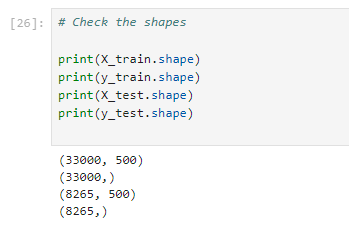 [26]: # Check the shapes
print(X_train.shape)
print(y_train.shape)
print(X_test.shape)
print(y_test.shape)
(33000, 500)
(33000,)
(8265, 500)
(8265,)